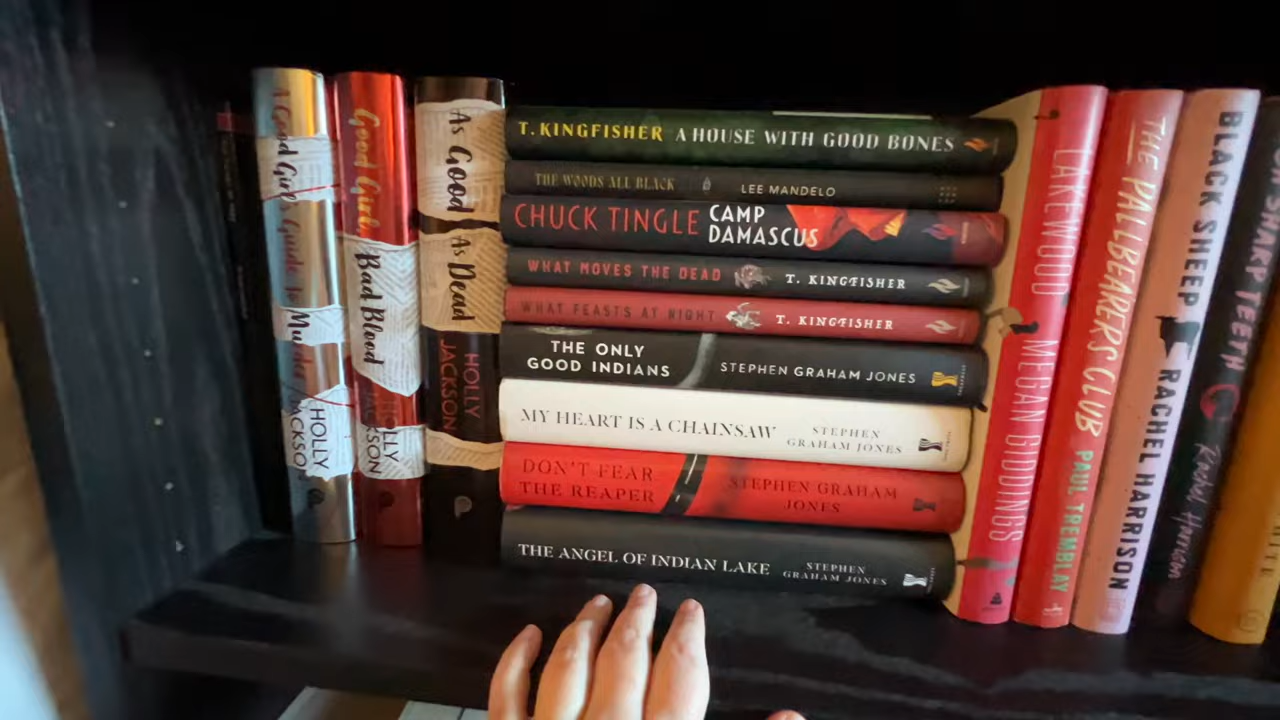 A Good Girl's Guide to Murder
HOLLY
JACKSON
Good Girl,
Bad Blood
HOLLY
JACKSON
As Good
As Dead
HOLLY
JACKSON
T. KINGFISHER A HOUSE WITH GOOD BONES
THE WOODS ALL BLACK LEE MANDELO
CHUCK TINGLE CAMP
DAMASCUS
WHAT MOVES THE DEAD T. KINGFISHER
WHAT FEASTS AT NIGHT T. KINGFISHER
THE ONLY
GOOD INDIANS STEPHEN GRAHAM JONES
MY HEART IS A CHAINSAW STEPHEN
GRAHAM JONES
DON'T FEAR
THE REAPER STEPHEN GRAHAM
JONES
THE ANGEL OF INDIAN LAKE STEPHEN
GRAHAM JONES
LAKEWOOD MEGAN GIDDINGS
THE PALLBEARERS CLUB PAUL TREMBLAY
BLACK SHEEP RACHEL HARRISON
SHARP TEETH Rachel Harrison